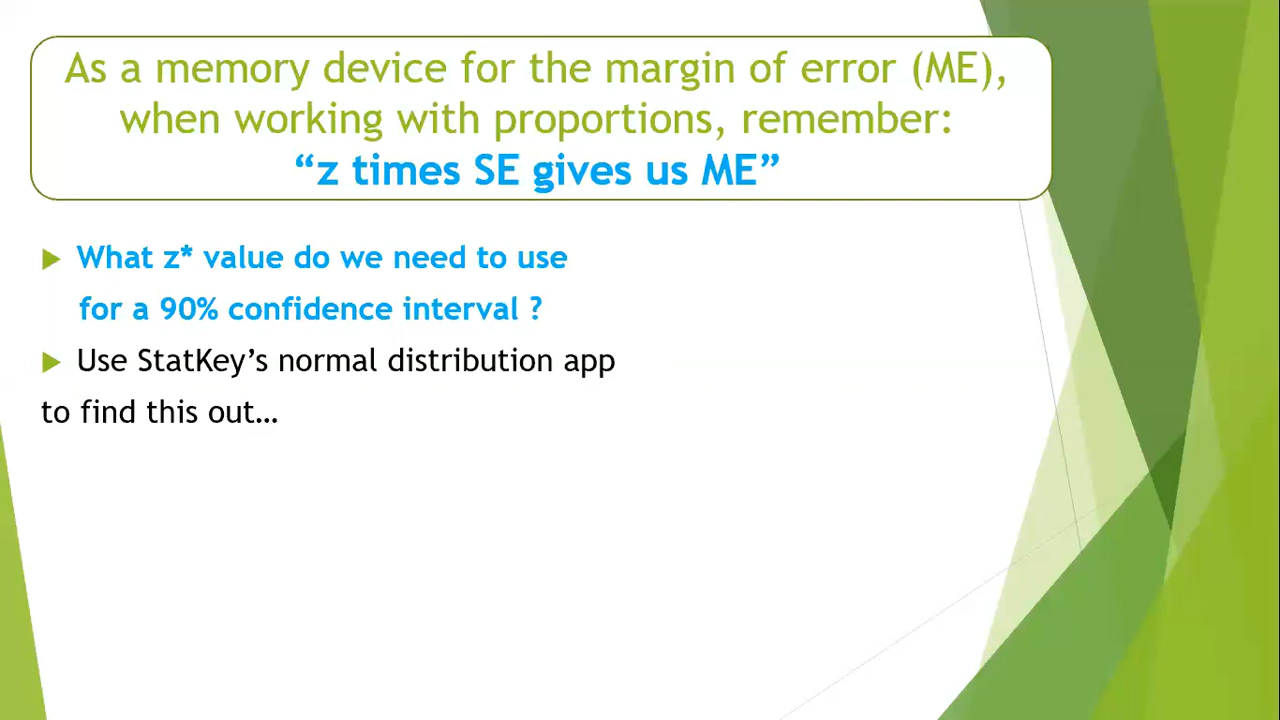 As a memory device for the margin of error (ME),
when working with proportions, remember:
“z times SE gives us ME”
What z* value do we need to use
for a 90% confidence interval ?
Use StatKey’s normal distribution app
to find this out…